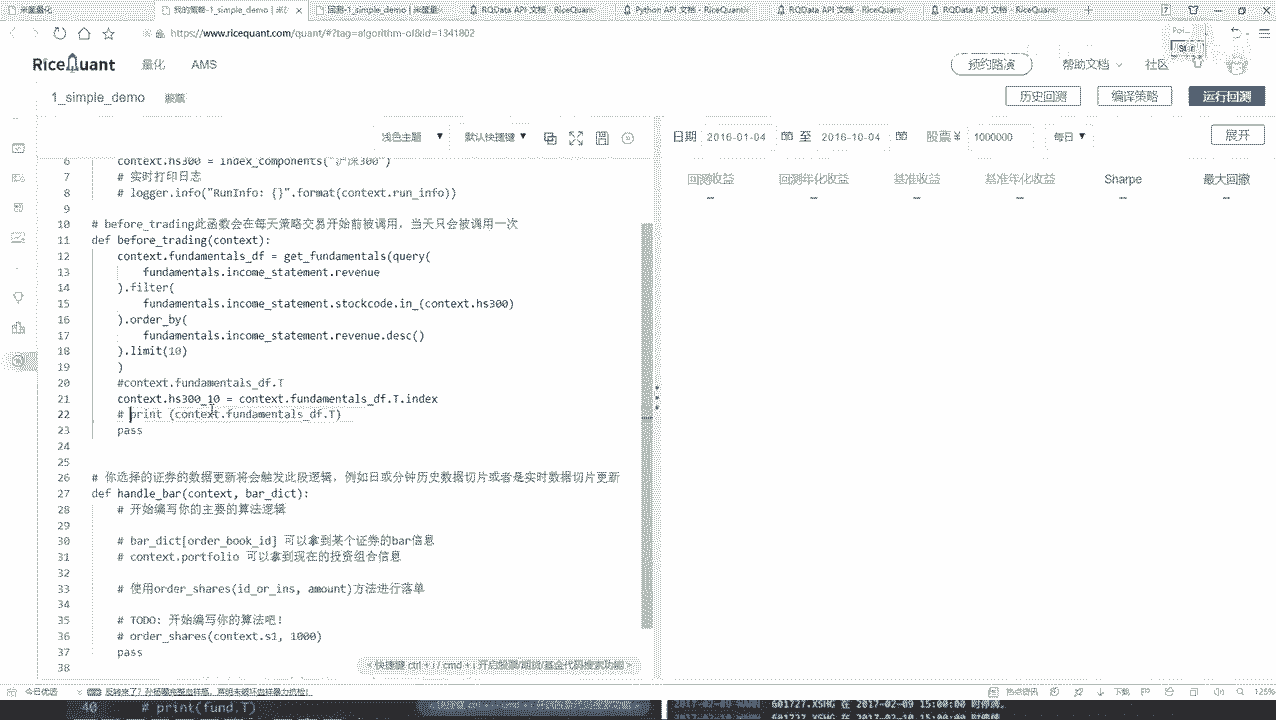 米筐量化
我的策略-1_simple_demo | 米
回测-1_simple_demo | 米筐量
RQData API 文档 - RiceQuant
Python API 文档 - RiceQuant
RQData API 文档 - RiceQuant
RQData API 文档 - RiceQuant
https://www.ricequant.com/quant/#?tag=algorithm-ol&id=1341802
RiceQuant 量化 AMS 预约路演 帮助文档 社区
1_simple_demo
历史回测 编译策略 运行回测
浅色主题 默认快捷键
日期 2016-01-04 至 2016-10-04 股票 ¥ 1000000 每日 展开
回测收益 回测年化收益 基准收益 基准年化收益 Sharpe 最大回撤
-- -- -- -- -- --
6 context.hs300 = index_components("沪深300")
7 # 实时打印日志
8 # logger.info("RunInfo: {}".format(context.run_info))
9
10 # before_trading此函数会在每天策略交易开始前被调用，当天只会被调用一次
11 def before_trading(context):
12 context.fundamentals_df = get_fundamentals(query(
13 fundamentals.income_statement.revenue
14 ).filter(
15 fundamentals.income_statement.stockcode.in_(context.hs300)
16 ).order_by(
17 fundamentals.income_statement.revenue.desc()
18 ).limit(10)
19 )
20 #context.fundamentals_df.T
21 context.hs300_10 = context.fundamentals_df.T.index
22 # print (context.fundamentals_df.T)
23 pass
24
25
26 # 你选择的证券的数据更新将会触发此段逻辑，例如日或分钟历史数据切片或者是实时数据切片更新
27 def handle_bar(context, bar_dict):
28 # 开始编写你的主要的算法逻辑
29
30 # bar_dict[order_book_id] 可以拿到某个证券的bar信息
31 # context.portfolio 可以拿到现在的投资组合信息
32
33 # 使用order_shares(id_or_ins, amount)方法进行落单
34
35 # TODO: 开始编写你的算法吧！
36 # order_shares(context.s1, 1000)
37 pass
38
< 快捷键 ctrl + i / cmd + i 开启股票/期货/基金代码搜索功能 >
今日优选
热点资讯 下载 125%
40 # print(fund.T)
601727.XSHG 在 2017-02-09 15:00:00 时停牌。